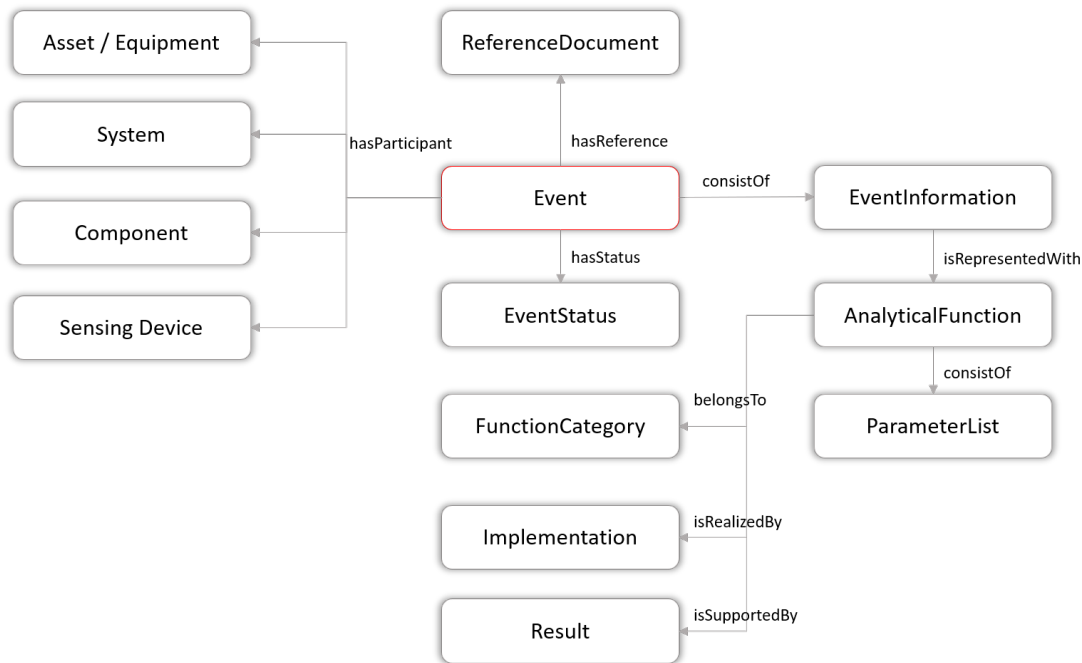 Asset / Equipment
ReferenceDocument
System
hasParticipant
hasReference
consistOf
Event
EventInformation
Component
hasStatus
isRepresentedWith
Sensing Device
EventStatus
AnalyticalFunction
consistOf
belongsTo
FunctionCategory
ParameterList
isRealizedBy
Implementation
isSupportedBy
Result